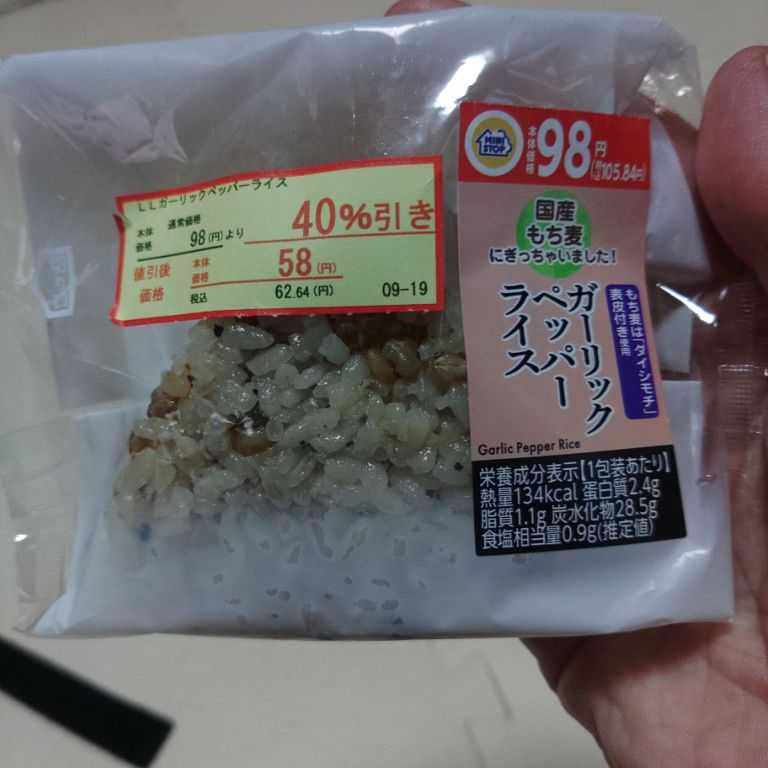 LLガーリックペッパーライス
本体価格
通常価格
98(円)より
40%引き
値引後価格
本体価格
58(円)
税込
62.64(円)
09-19
MINI
STOP
本体価格
98円
105.84円)
国産
もち麦
にぎっちゃいました!
もち麦は「ダイシモチ」
表皮付き使用
ガーリック
ペッパー
ライス
Garlic Pepper Rice
栄養成分表示【1包装あたり】
熱量134kcal 蛋白質2.4g
脂質1.1g 炭水化物28.5g
食塩相当量0.9g(推定値)